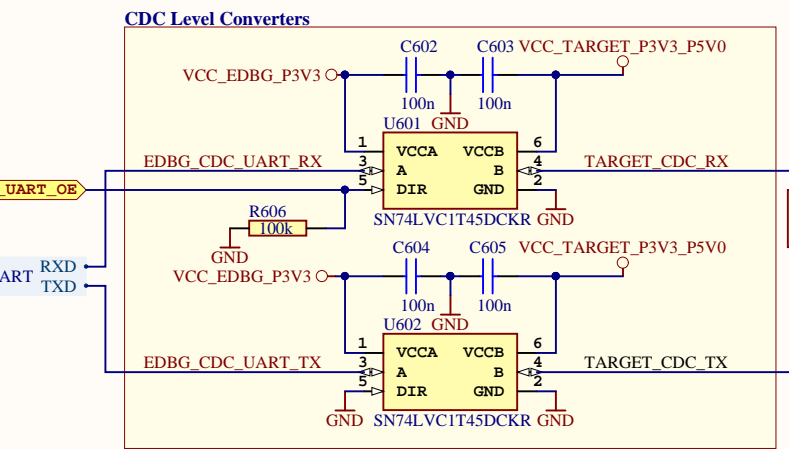 CDC Level Converters
C602 C603 VCC_TARGET_P3V3_P5V0
VCC_EDBG_P3V3
100n 100n
U601 GND
1 VCCA VCCB 6
EDBG_CDC_UART_RX 3 A B 4 TARGET_CDC_RX
_UART_OE 5 DIR GND 2
R606 SN74LVC1T45DCKR GND
100k
GND
C604 C605 VCC_TARGET_P3V3_P5V0
ART RXD
VCC_EDBG_P3V3
TXD
100n 100n
U602 GND
1 VCCA VCCB 6
EDBG_CDC_UART_TX 3 A B 4 TARGET_CDC_TX
5 DIR GND 2
GND SN74LVC1T45DCKR GND